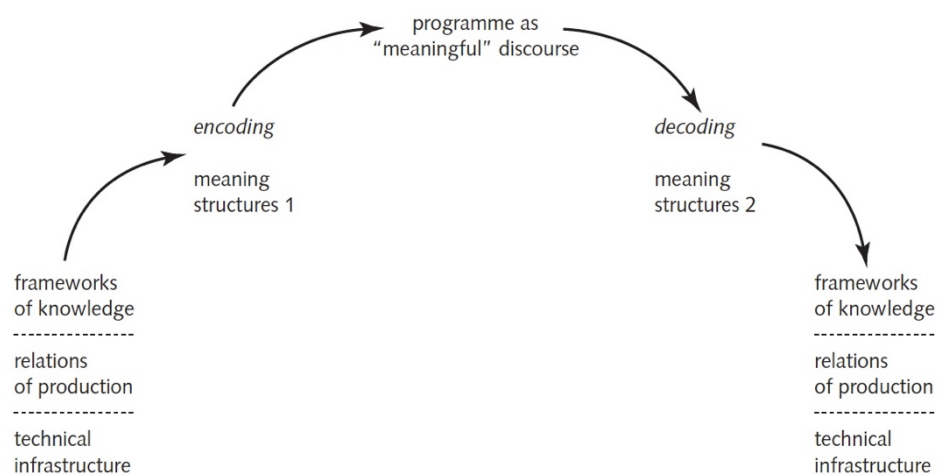 programme as
“meaningful” discourse
encoding
meaning
structures 1
decoding
meaning
structures 2
frameworks
of knowledge
relations
of production
technical
infrastructure
frameworks
of knowledge
relations
of production
technical
infrastructure